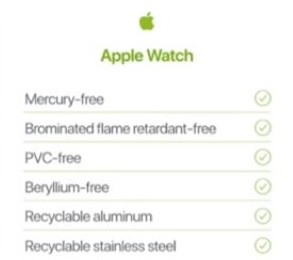 Apple Watch
Mercury-free
Brominated flame retardant-free
PVC-free
Beryllium-free
Recyclable aluminum
Recyclable stainless steel